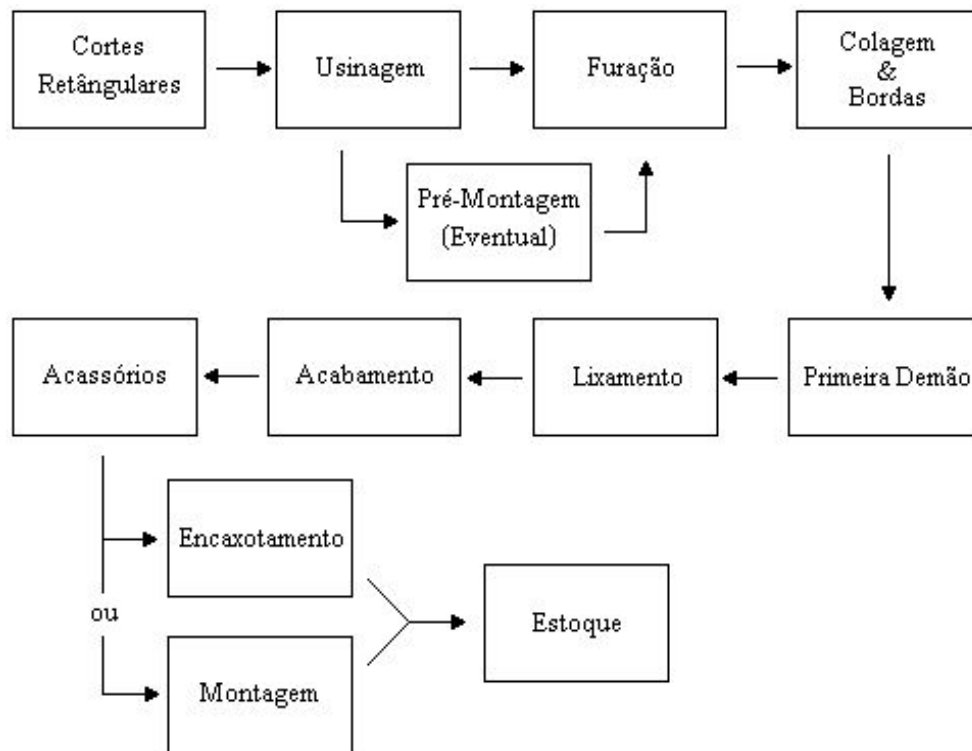 Cortes
Retângulares
Usinagem
Furação
Colagem
&
Bordas
Pré-Montagem
(Eventual)
Acassórios
Acabamento
Lixamento
Primeira Demão
Encaxotamento
ou
Estoque
Montagem